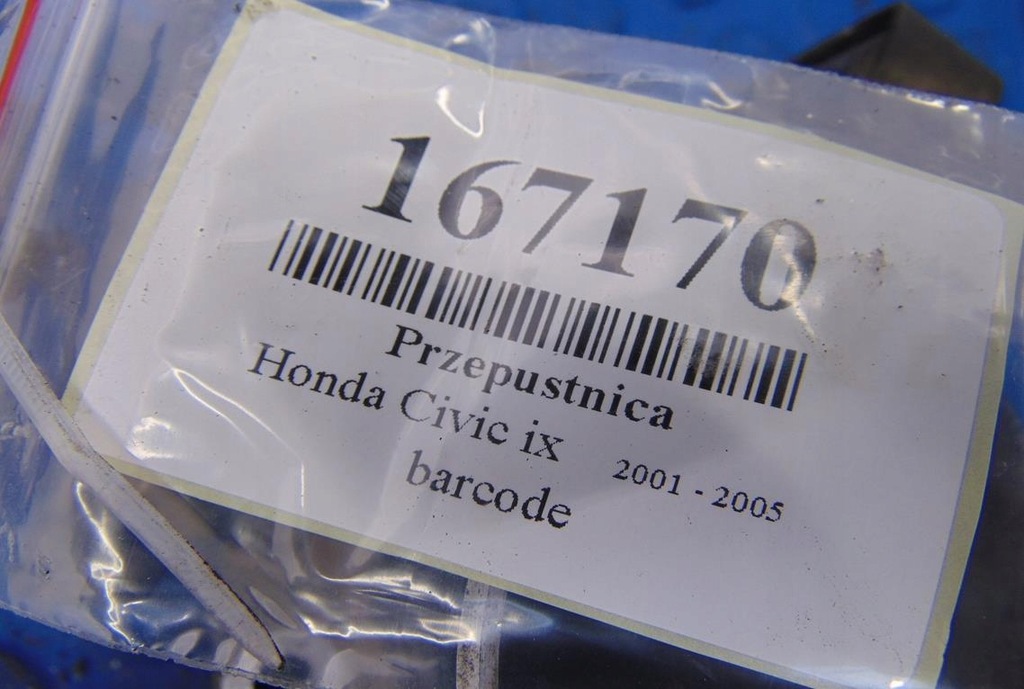 167170
Przepustnica
Honda Civic ix 2001 - 2005
barcode